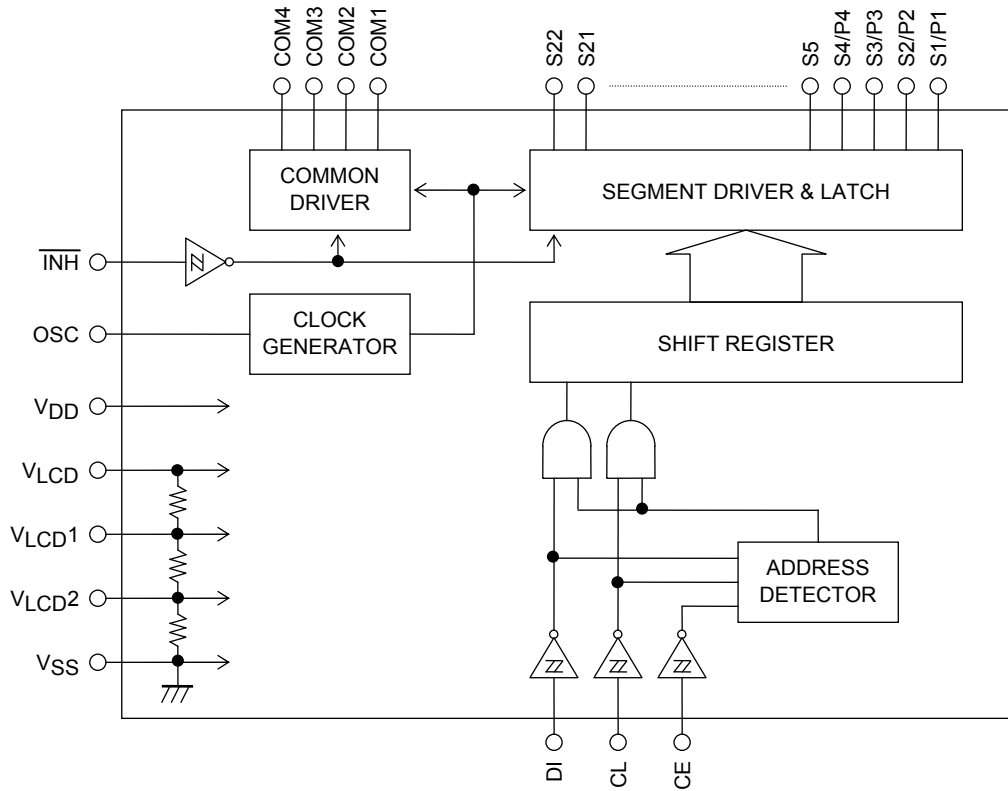 COM4
COM3
COM2
COM1
S22
S21
S5
S4/P4
S3/P3
S2/P2
S1/P1
COMMON
DRIVER
SEGMENT DRIVER & LATCH
INH
OSC
CLOCK
GENERATOR
SHIFT REGISTER
VDD
VLCD
VLCD1
VLCD2
VSS
ADDRESS
DETECTOR
DI
CL
CE